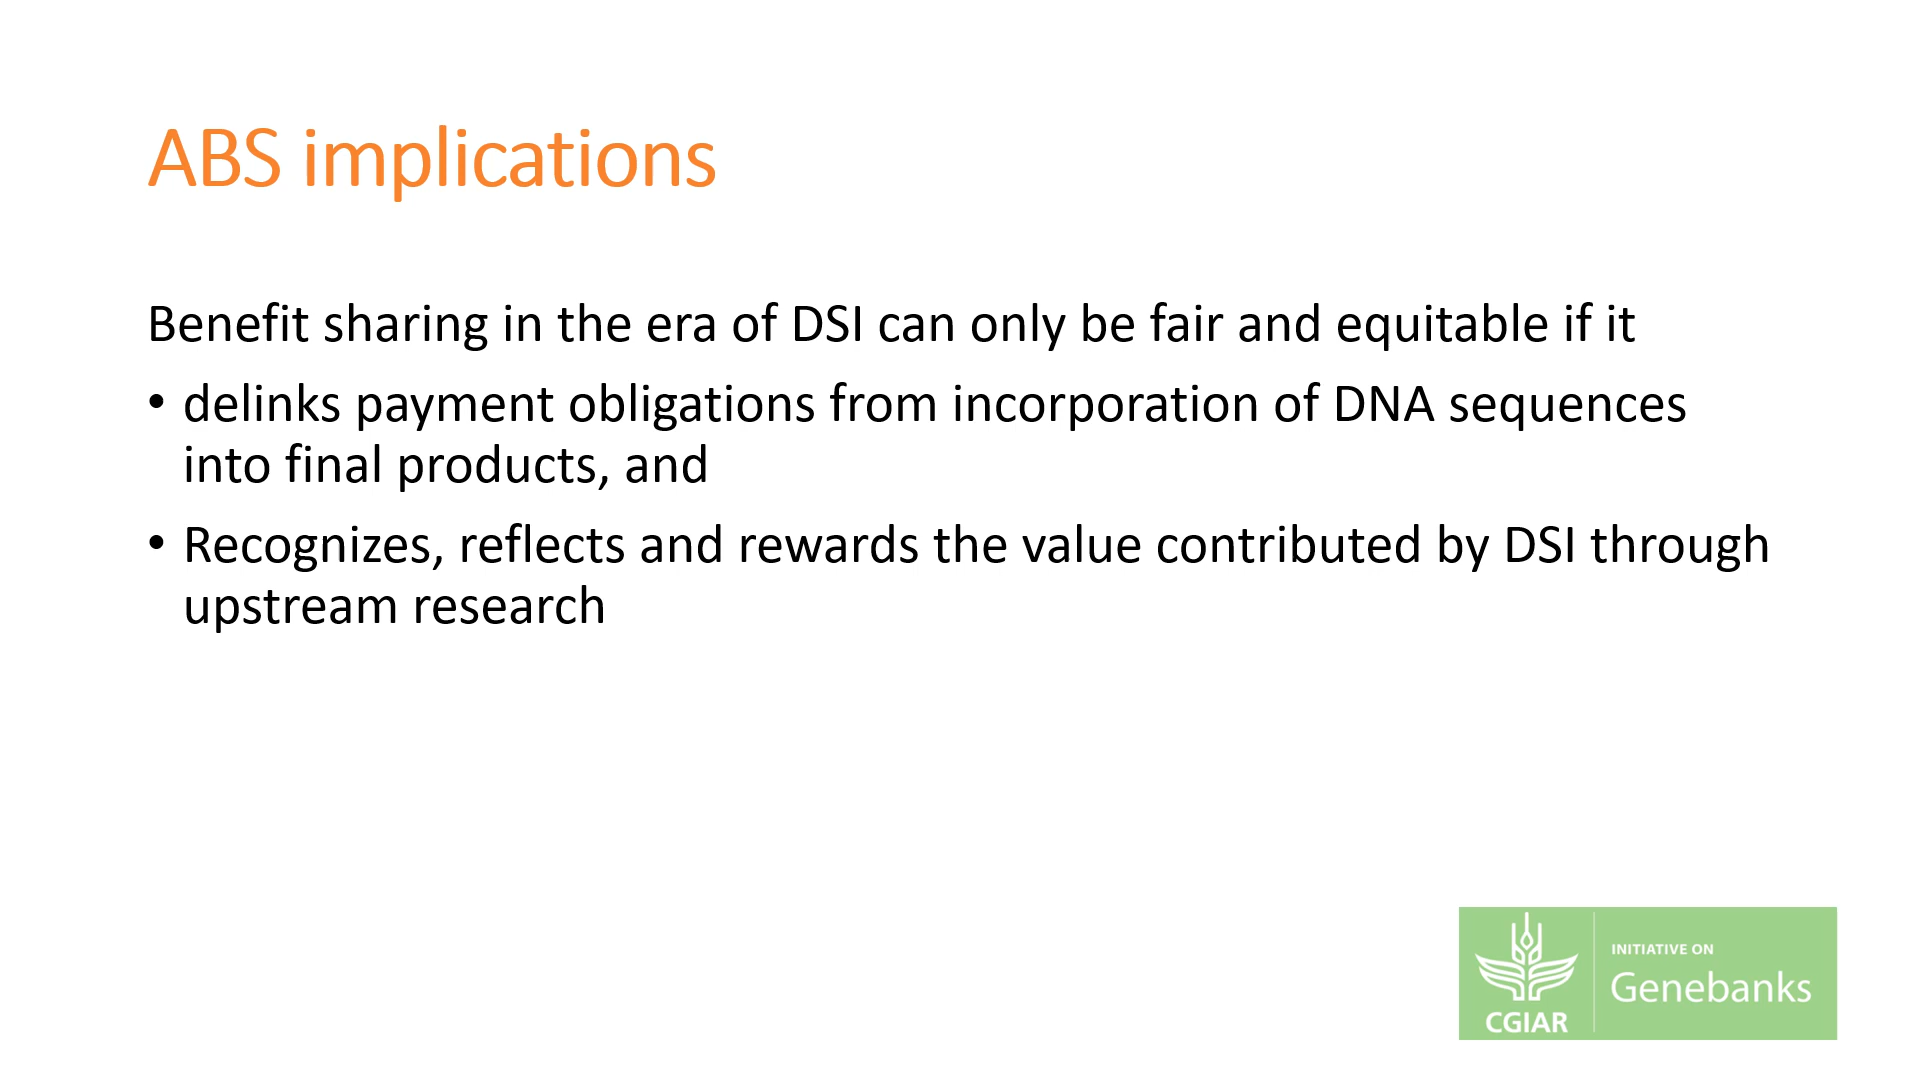 ABS implications
Benefit sharing in the era of DSI can only be fair and equitable if it
• delinks payment obligations from incorporation of DNA sequences
into final products, and
• Recognizes, reflects and rewards the value contributed by DSI through
upstream research
INITIATIVE ON
Genebanks
CGIAR